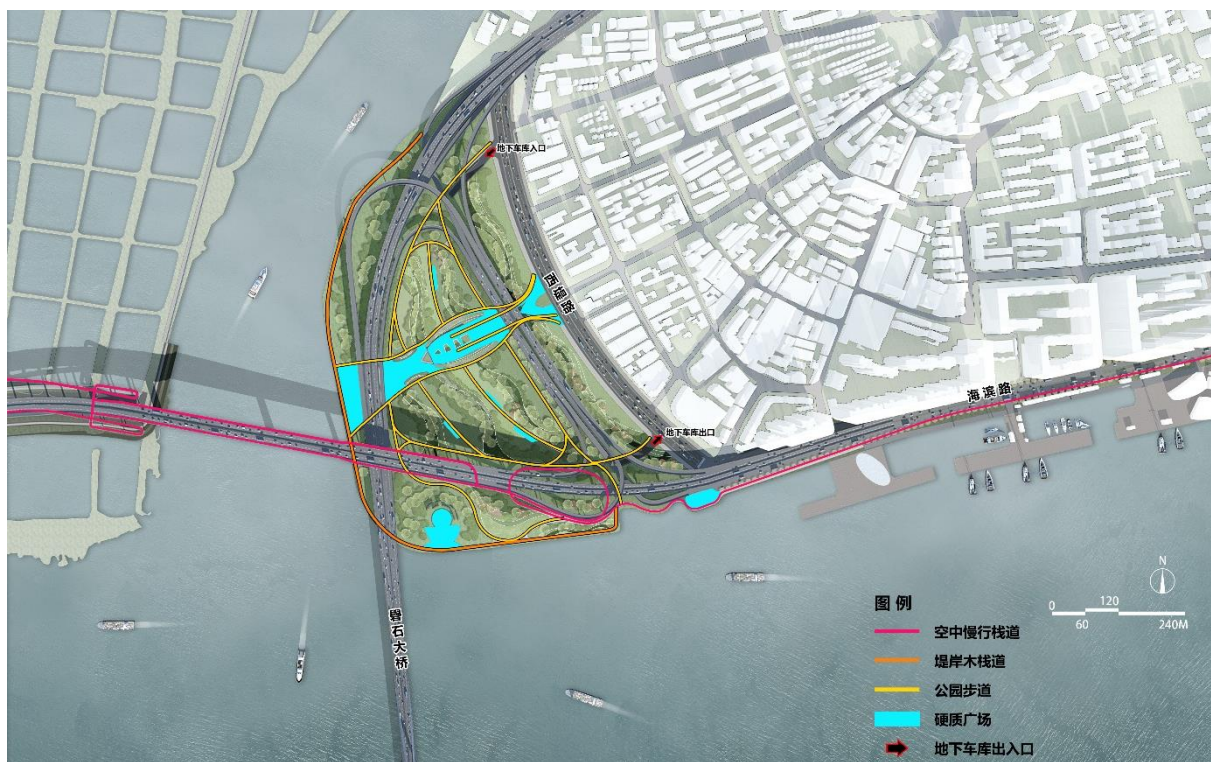 地下车库入口
西堤路
地下车库出口
海滨路
礐石大桥
N
0 120
60 240M
图例
空中慢行栈道
堤岸木栈道
公园步道
硬质广场
地下车库出入口